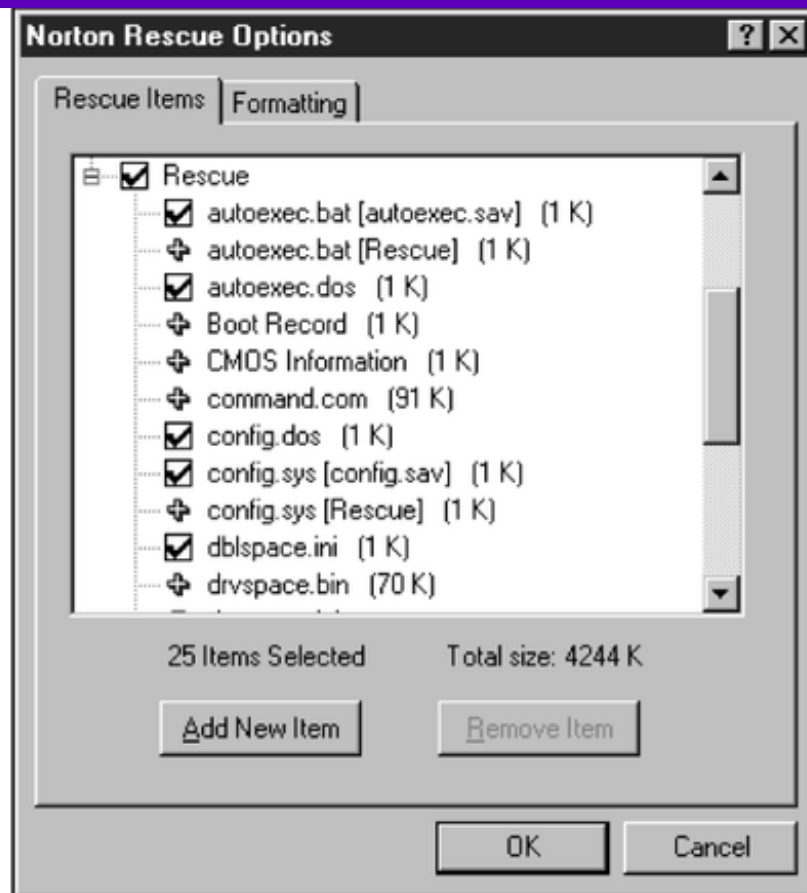 Norton Rescue Options
Rescue Items Formatting
Rescue
autoexec.bat [autoexec.sav] (1 K)
autoexec.bat [Rescue] (1 K)
autoexec.dos (1 K)
Boot Record (1 K)
CMOS Information (1 K)
command.com (91 K)
config.dos (1 K)
config.sys [config.sav] (1 K)
config.sys [Rescue] (1 K)
dblspace.ini (1 K)
drvspace.bin (70 K)
25 Items Selected Total size: 4244 K
Add New Item Remove Item
OK Cancel